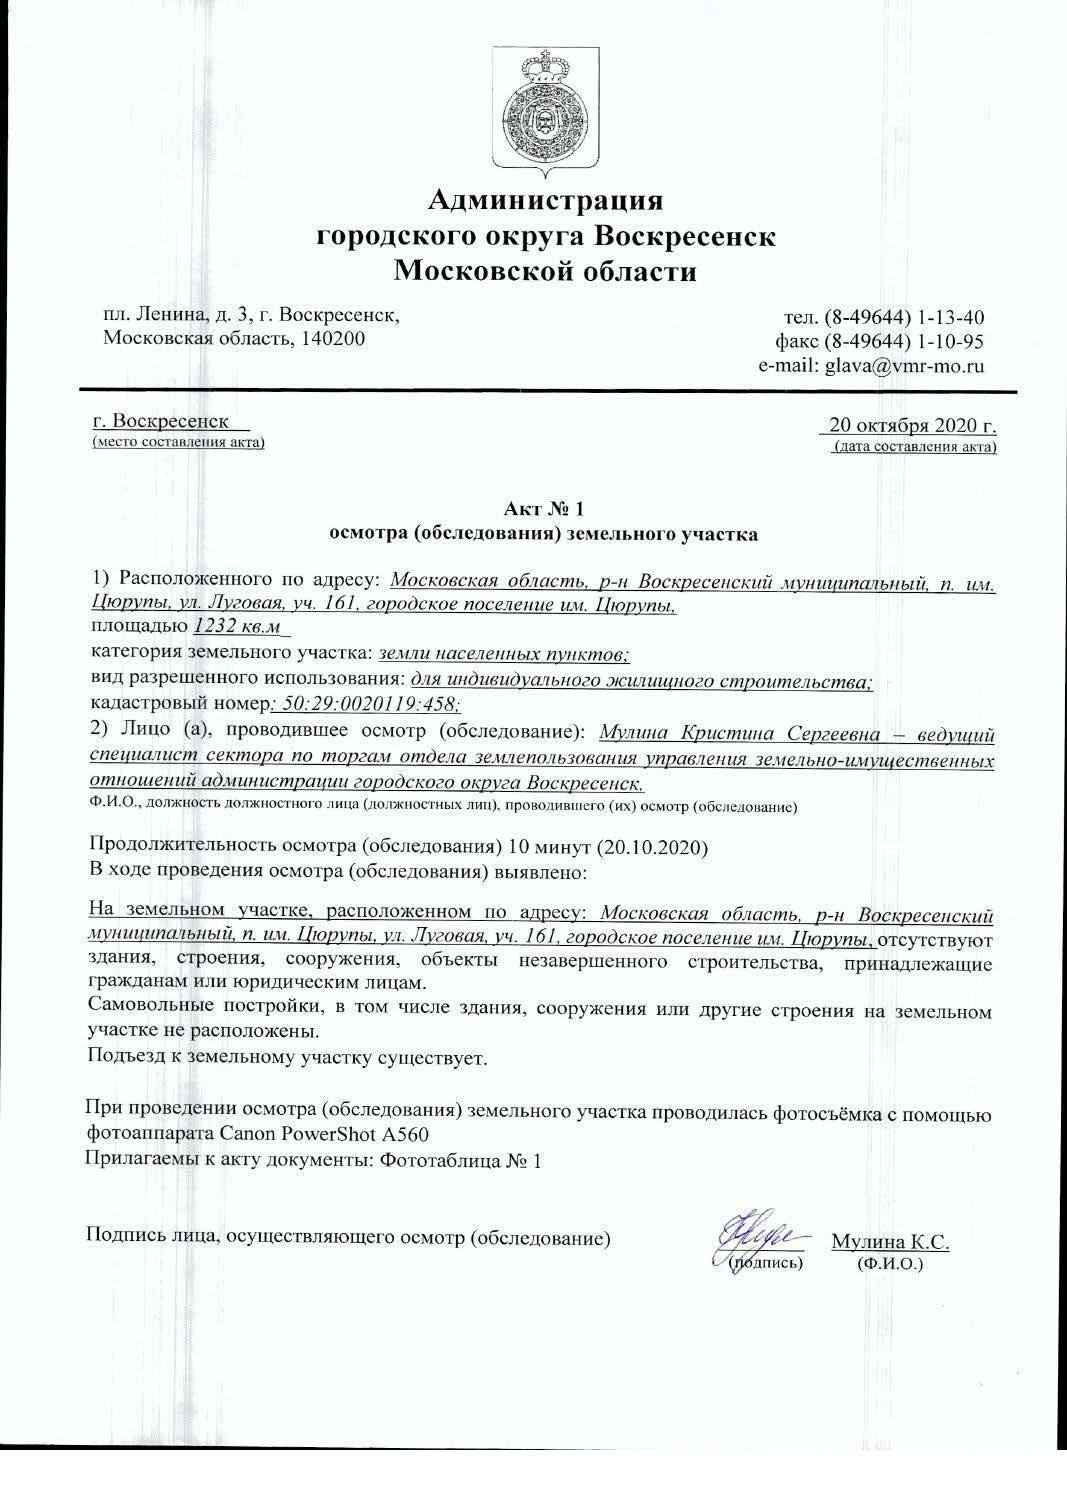 Администрация
городского округа Воскресенск
Московской области
пл. Ленина, д. 3, г. Воскресенск,
Московская область, 140200
тел. (8-49644) 1-13-40
факс (8-49644) 1-10-95
e-mail: glava@vmr-mo.ru
г. Воскресенск
(место составления акта)
20 октября 2020 г.
(дата составления акта)
Акт № 1
осмотра (обследования) земельного участка
1) Расположенного по адресу: Московская область, р-н Воскресенский муниципальный, п. им.
Цюрупы, ул. Луговая, уч. 161, городское поселение им. Цюрупы,
площадью 1232 кв.м
категория земельного участка: земли населенных пунктов;
вид разрешенного использования: для индивидуального жилищного строительства;
кадастровый номер: 50:29:0020119:458;
2) Лицо (а), проводившее осмотр (обследование): Мулина Кристина Сергеевна – ведущий
специалист сектора по торгам отдела землепользования управления земельно-имущественных
отношений администрации городского округа Воскресенск.
Ф.И.О., должность должностного лица (должностных лиц), проводившего (их) осмотр (обследование)
Продолжительность осмотра (обследования) 10 минут (20.10.2020)
В ходе проведения осмотра (обследования) выявлено:
На земельном участке, расположенном по адресу: Московская область, р-н Воскресенский
муниципальный, п. им. Цюрупы, ул. Луговая, уч. 161, городское поселение им. Цюрупы, отсутствуют
здания, строения, сооружения, объекты незавершенного строительства, принадлежащие
гражданам или юридическим лицам.
Самовольные постройки, в том числе здания, сооружения или другие строения на земельном
участке не расположены.
Подъезд к земельному участку существует.
При проведении осмотра (обследования) земельного участка проводилась фотосъёмка с помощью
фотоаппарата Canon PowerShot A560
Прилагаемы к акту документы: Фототаблица № 1
Подпись лица, осуществляющего осмотр (обследование)
Мулина К.С.
(подпись)
(Ф.И.О.)